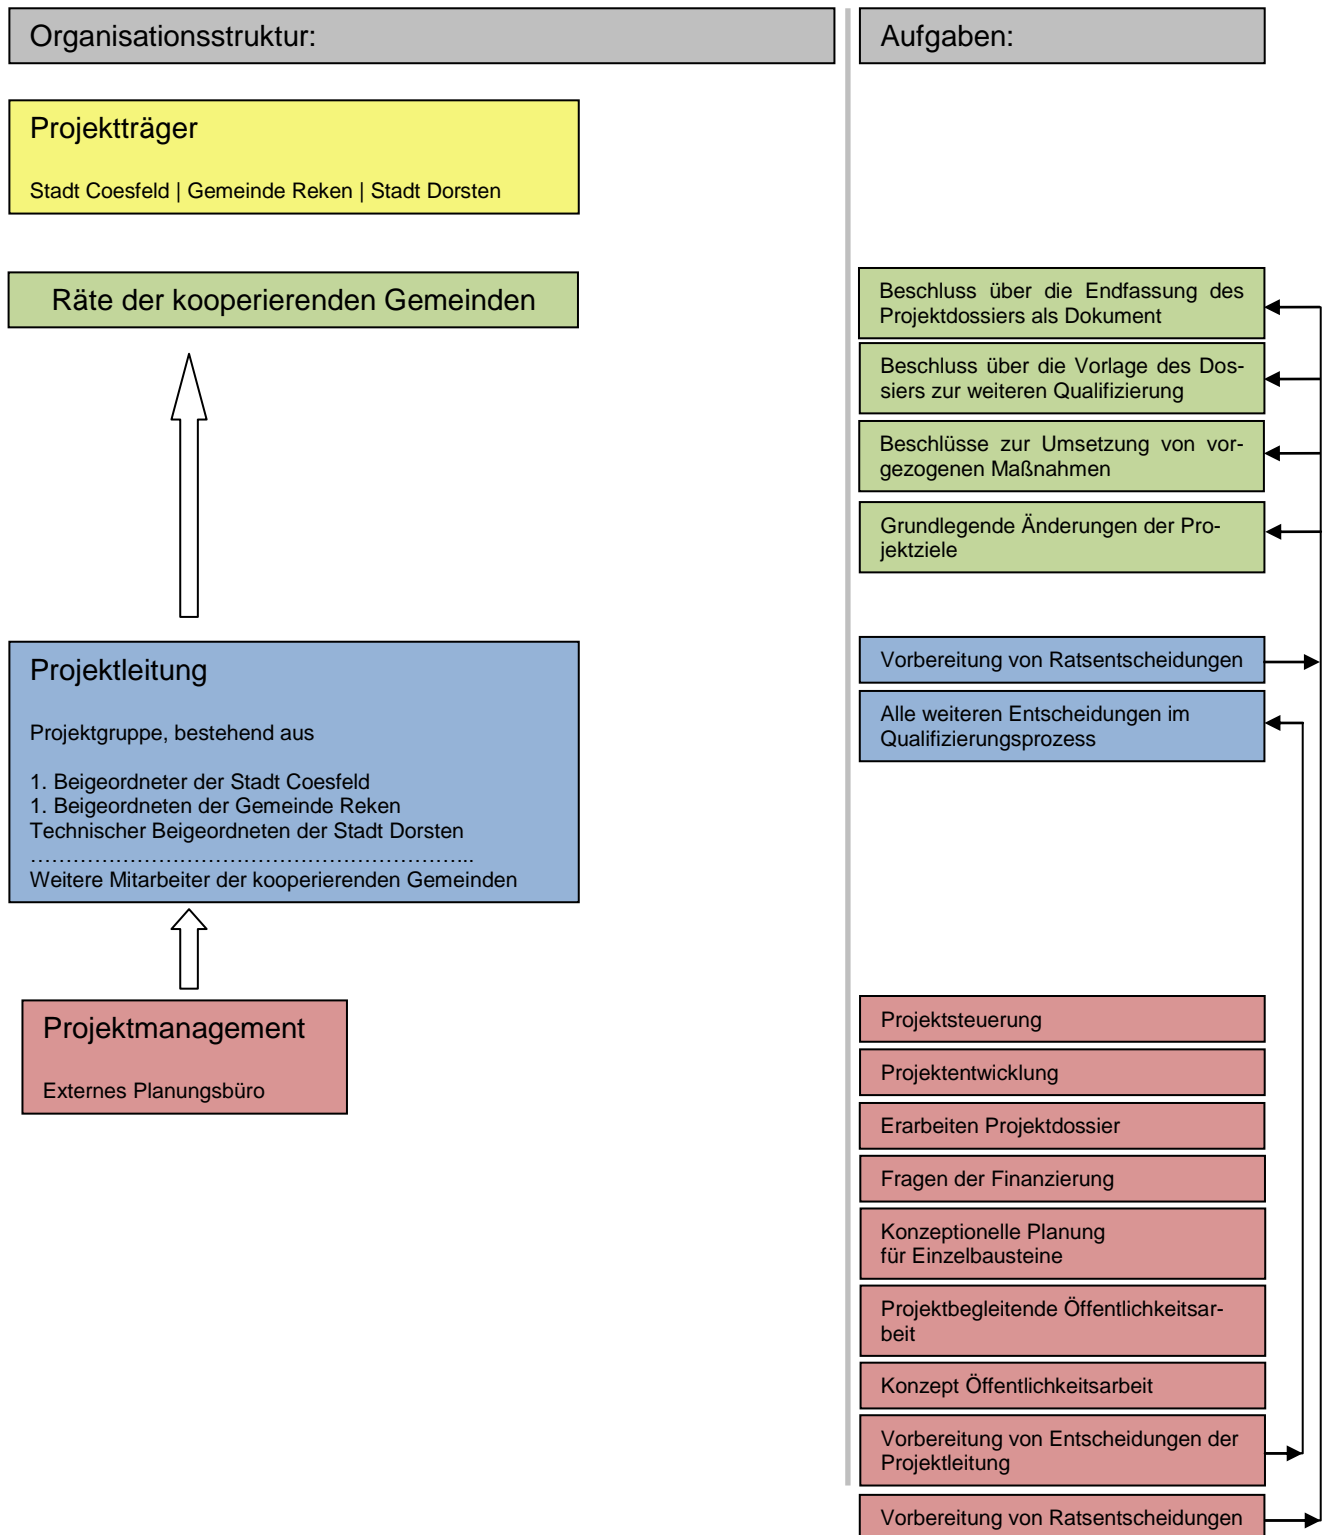 Organisationsstruktur:
Projektträger
Stadt Coesfeld | Gemeinde Reken | Stadt Dorsten
Räte der kooperierenden Gemeinden
Projektleitung
Projektgruppe, bestehend aus
1. Beigeordneter der Stadt Coesfeld
1. Beigeordneten der Gemeinde Reken
Technischer Beigeordneten der Stadt Dorsten
…………………………………………………...
Weitere Mitarbeiter der kooperierenden Gemeinden
Projektmanagement
Externes Planungsbüro
Aufgaben:
Beschluss über die Endfassung des
Projektdossiers als Dokument
Beschluss über die Vorlage des Dos-
siers zur weiteren Qualifizierung
Beschlüsse zur Umsetzung von vor-
gezogenen Maßnahmen
Grundlegende Änderungen der Pro-
jektziele
Vorbereitung von Ratsentscheidungen
Alle weiteren Entscheidungen im
Qualifizierungsprozess
Projektsteuerung
Projektentwicklung
Erarbeiten Projektdossier
Fragen der Finanzierung
Konzeptionelle Planung
für Einzelbausteine
Projektbegleitende Öffentlichkeitsar-
beit
Konzept Öffentlichkeitsarbeit
Vorbereitung von Entscheidungen der
Projektleitung
Vorbereitung von Ratsentscheidungen